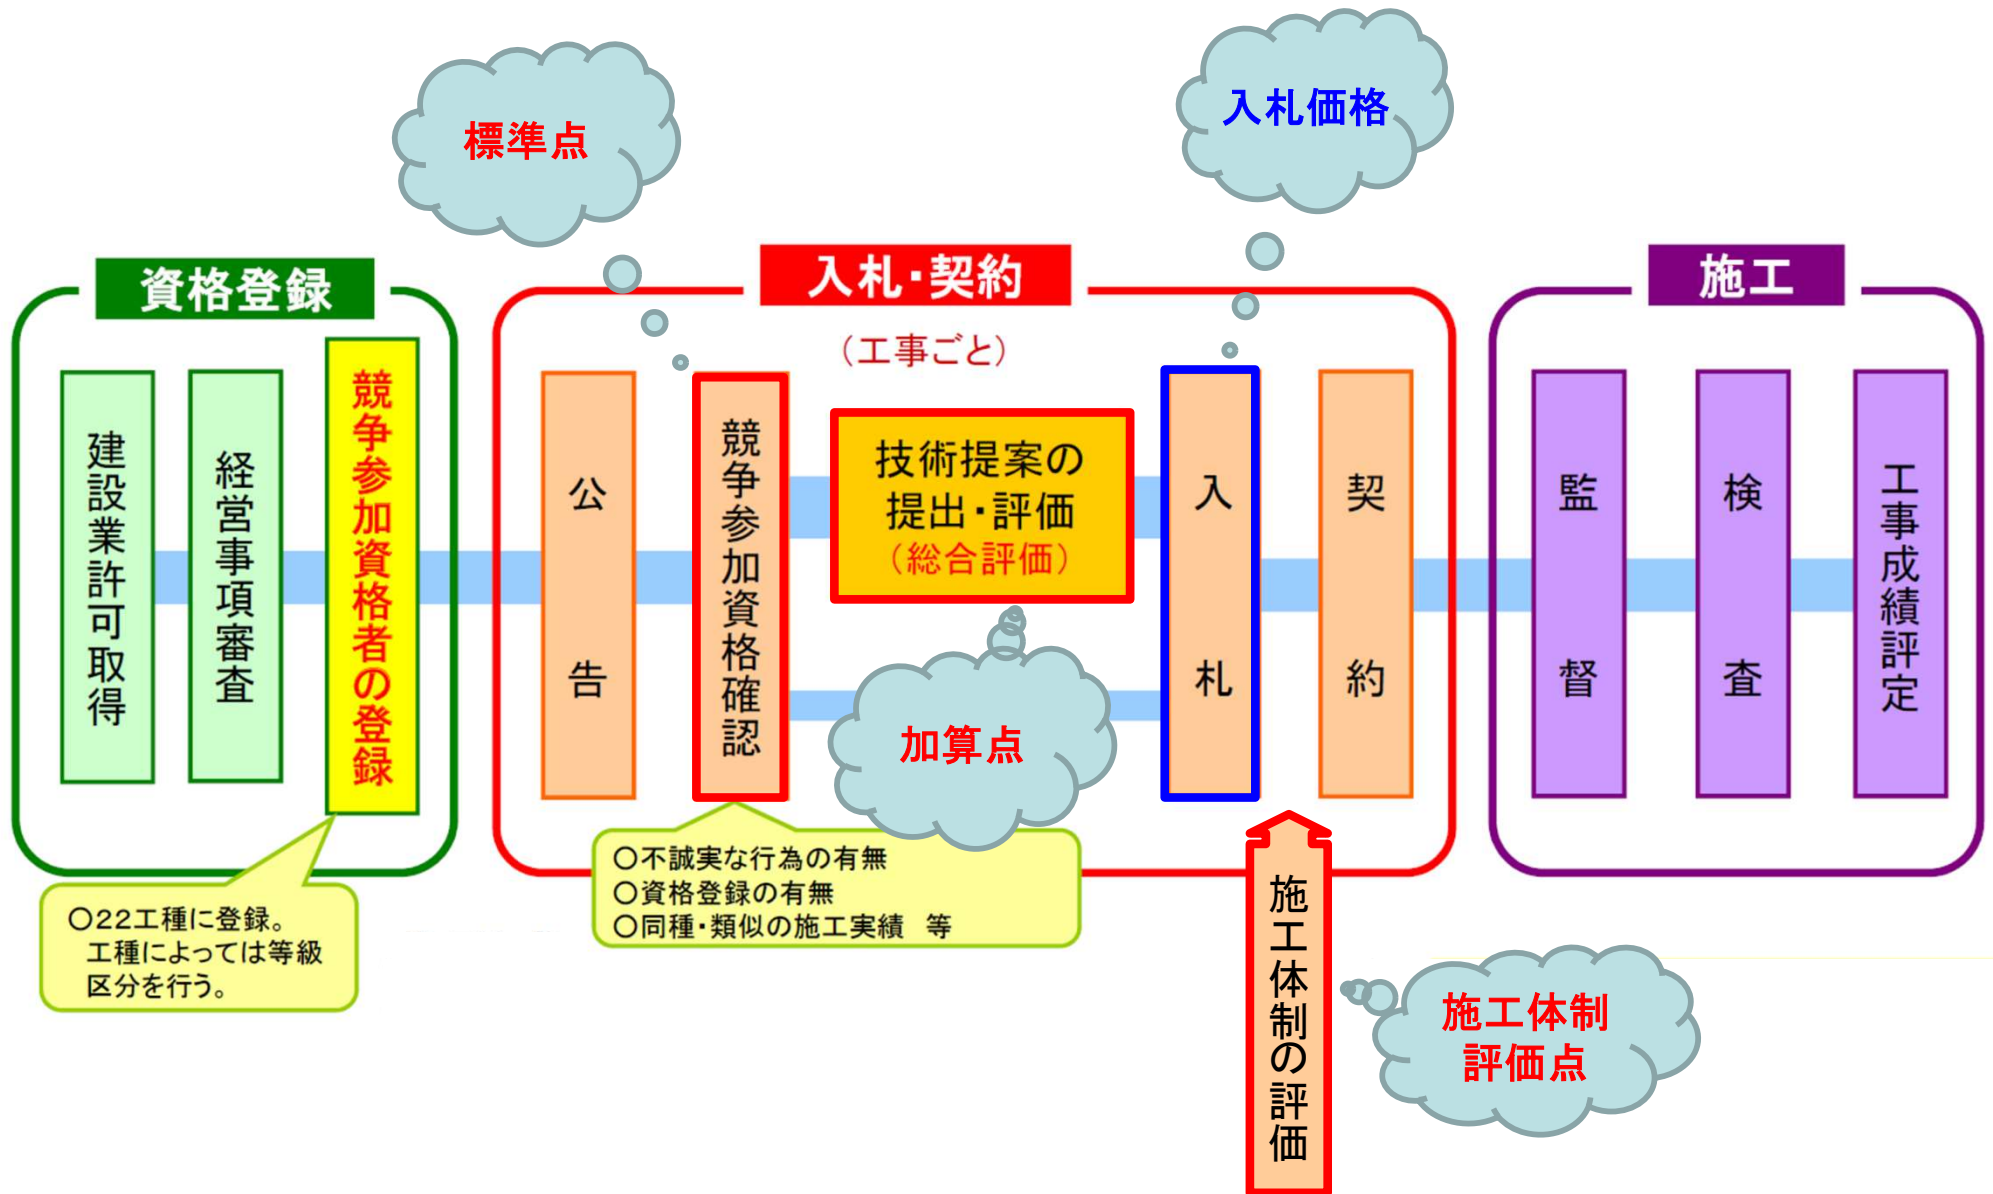 標準点
入札価格
資格登録
建設業許可取得
経営事項審査
競争参加資格者の登録
○22工種に登録。
工種によっては等級
区分を行う。
入札・契約
（工事ごと）
公告
競争参加資格確認
技術提案の
提出・評価
（総合評価）
加算点
入札
契約
○不誠実な行為の有無
○資格登録の有無
○同種・類似の施工実績　等
施工体制の評価
施工体制
評価点
施工
監督
検査
工事成績評定